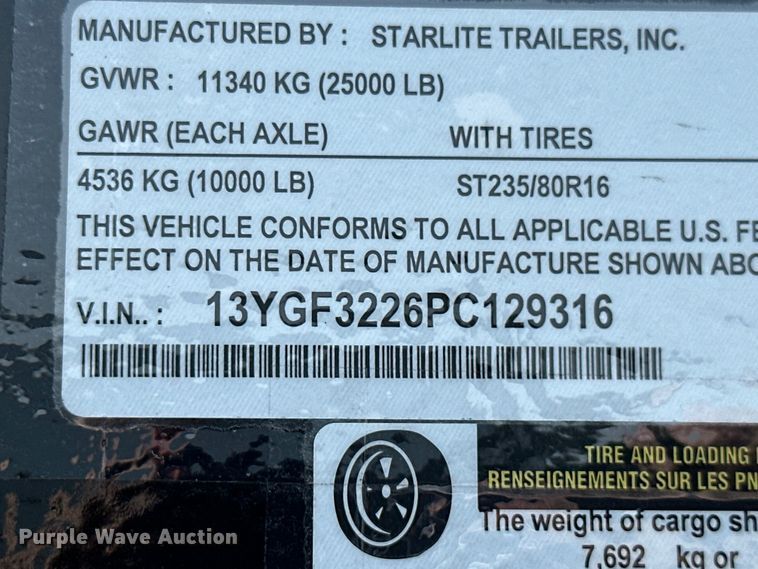 MANUFACTURED BY : STARLITE TRAILERS, INC.
GVWR : 11340 KG (25000 LB)
GAWR (EACH AXLE) WITH TIRES
4536 KG (10000 LB) ST235/80R16
THIS VEHICLE CONFORMS TO ALL APPLICABLE U.S.
EFFECT ON THE DATE OF MANUFACTURE SHOWN
V.I.N.. : 13YGF3226PC129316
TIRE AND LOADING
RENSEIGNEMENTS SUR LES
The weight of cargo
7,692 kg or
Purple Wave Auction